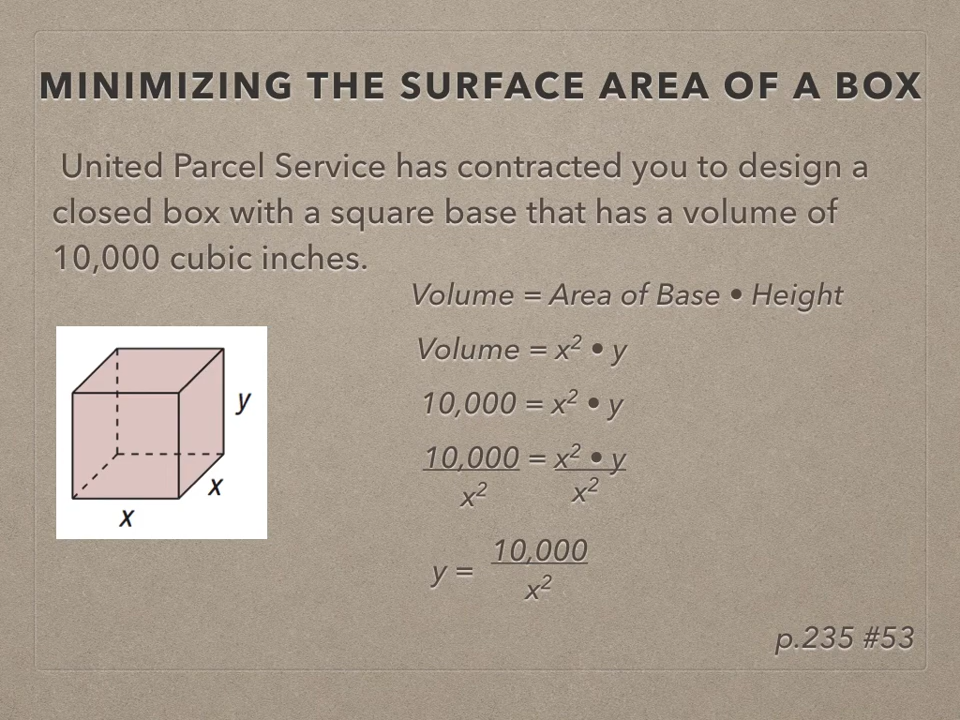 MINIMIZING THE SURFACE AREA OF A BOX
United Parcel Service has contracted you to design a
closed box with a square base that has a volume of
10,000 cubic inches.
Volume = Area of Base • Height
Volume = x² • y
10,000 = x² • y
10,000 = x² • y
x² x²
y = 10,000
x²
y
x
x
p.235 #53